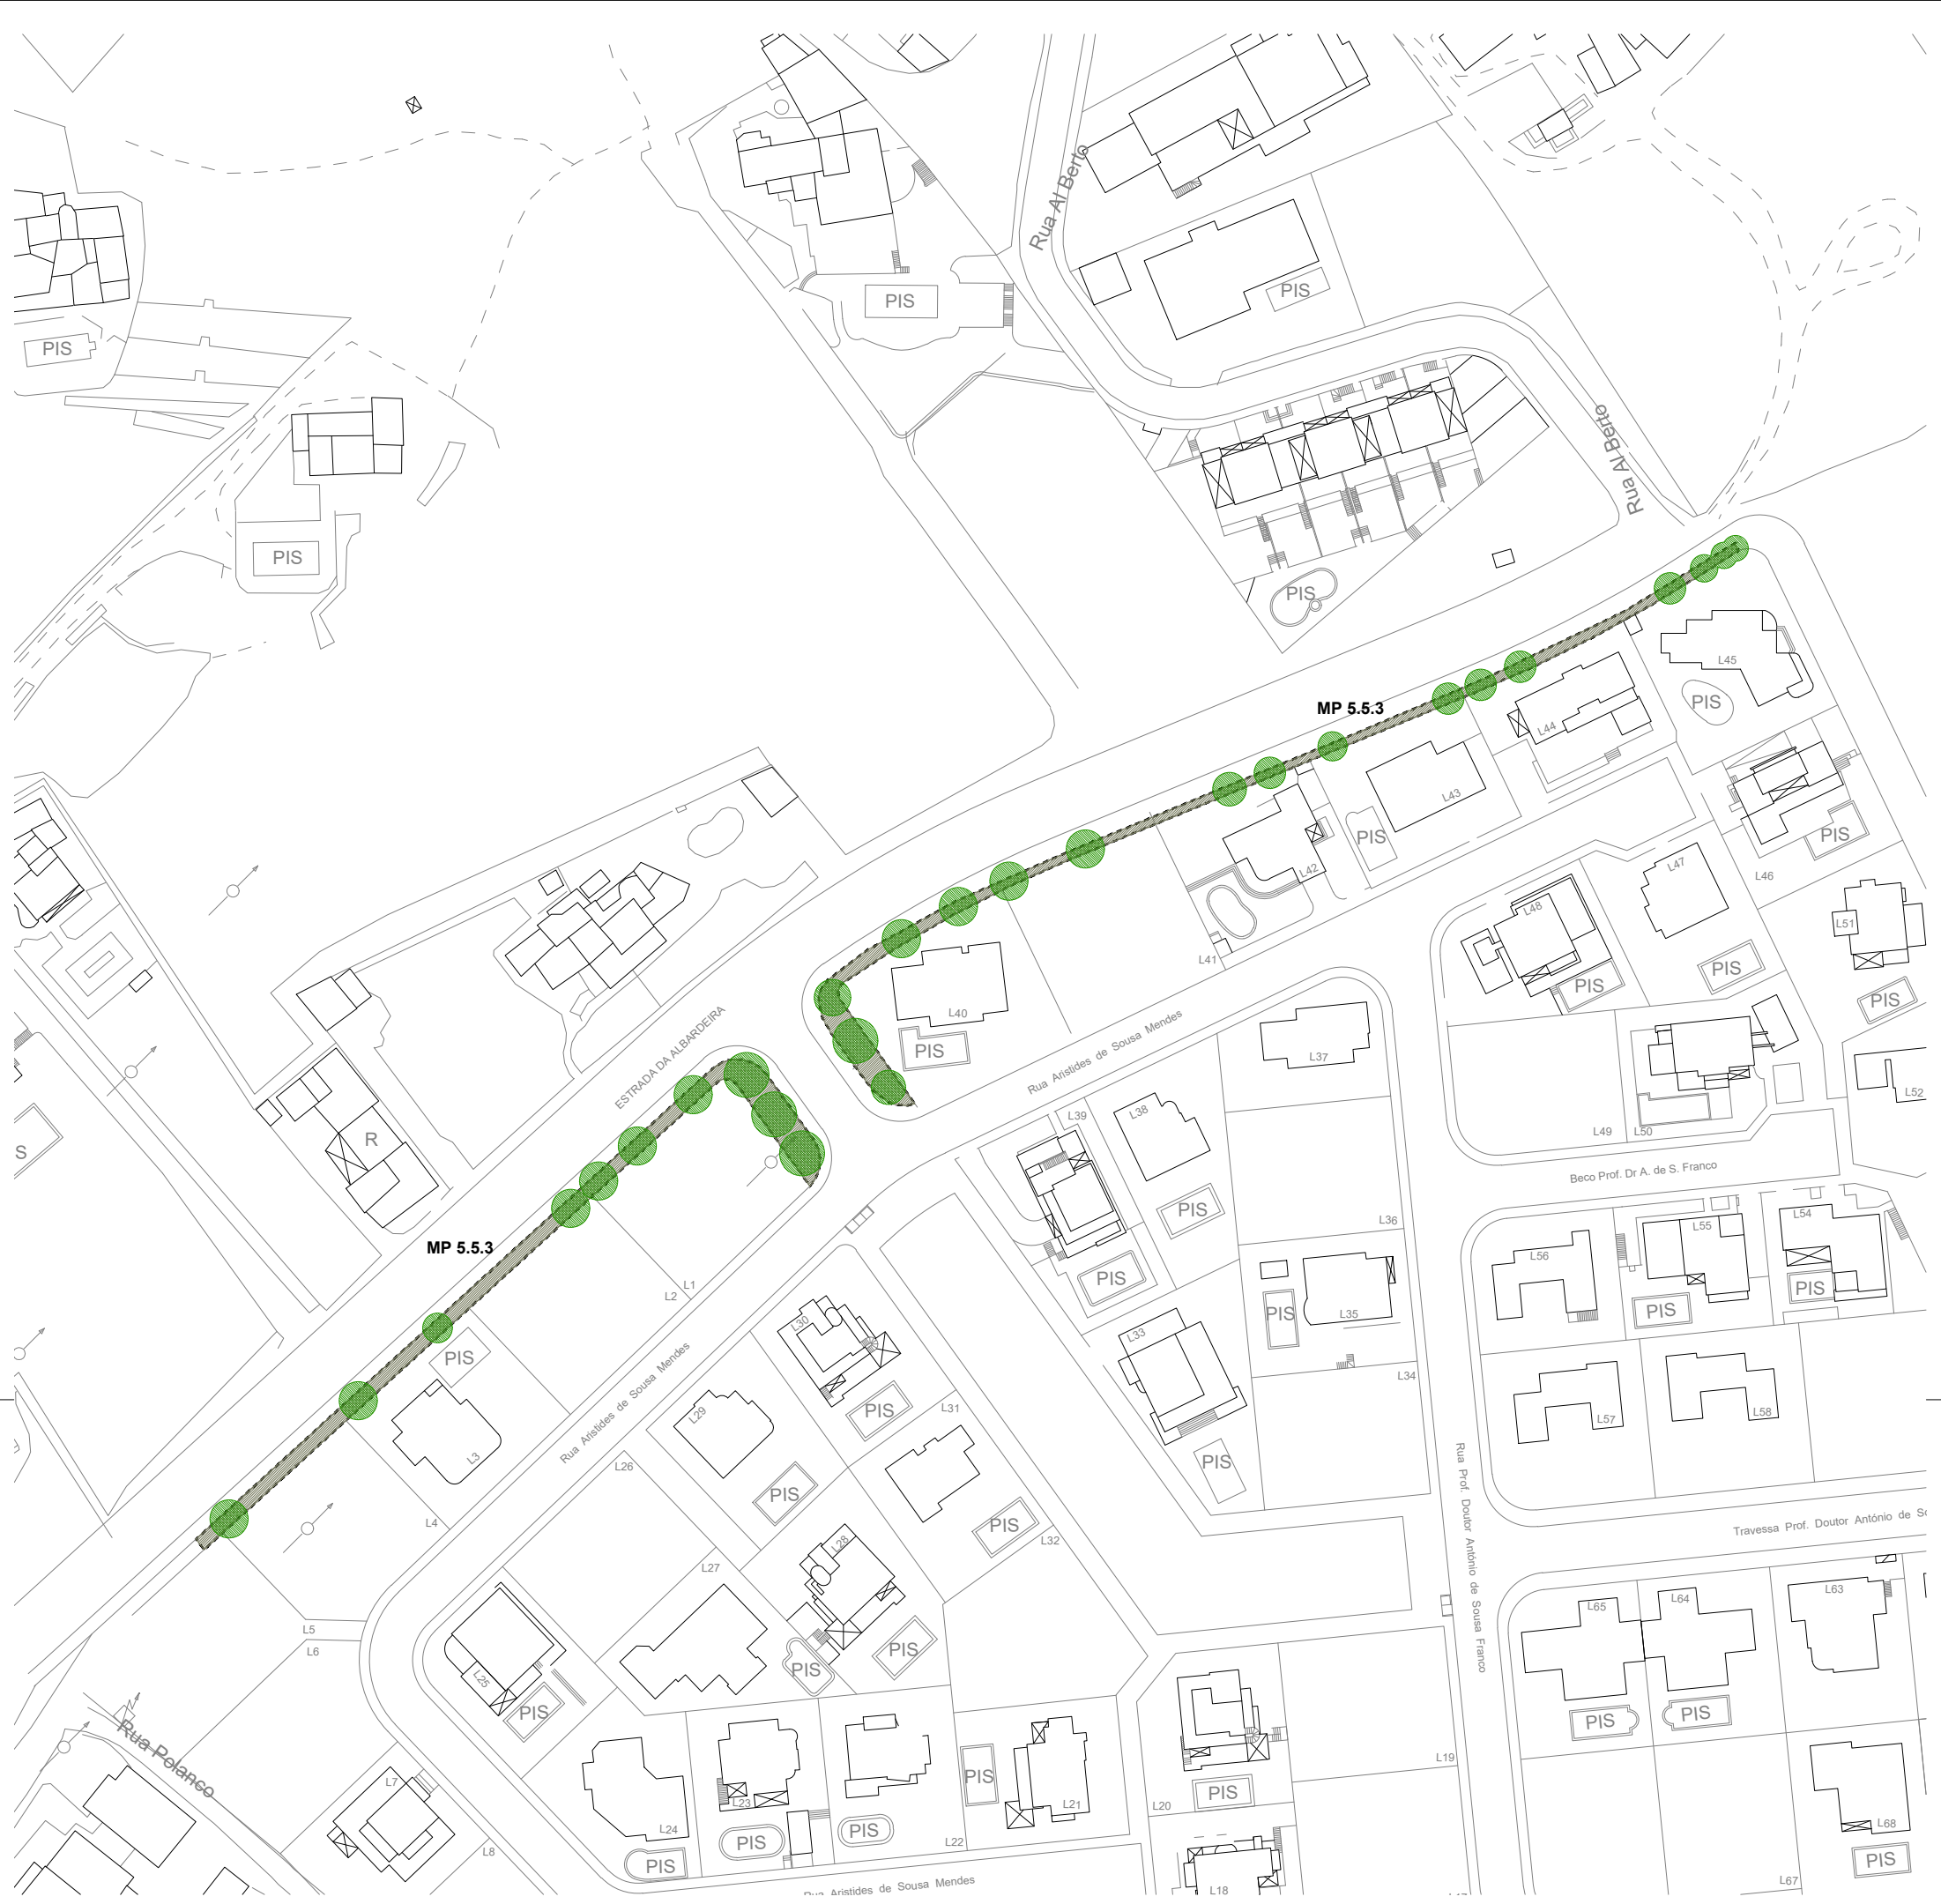 Rua Al Berto
PIS
PIS
PIS
Rua Al Berto
PIS
PIS
L45
MP 5.5.3
PIS
L44
L43
PIS
PIS
L42
L47
L46
L48
L51
L41
PIS
PIS
PIS
L40
ESTRADA DA ALBARDEIRA
Rua Aristides de Sousa Mendes
PIS
L37
L52
L38
L39
R
S
L49
L50
Beco Prof. Dr A. de S. Franco
PIS
L36
L54
L55
L56
MP 5.5.3
PIS
L1
L2
PIS
PIS
PIS
L35
L30
L33
PIS
Rua Aristides de Sousa Mendes
L34
L31
PIS
L29
L57
L58
L3
L26
PIS
PIS
Rua Prof. Doutor António de Sousa Franco
L4
PIS
L32
Travessa Prof. Doutor António de So
L28
L27
L63
L64
L65
L5
L6
PIS
PIS
L25
PIS
PIS
PIS
N
Rua Polanco
L19
PIS
L7
PIS
L23
L21
L20
L24
PIS
PIS
L22
L68
L8
PIS
PIS
L67
Rua Aristides de Sousa Mendes
L18